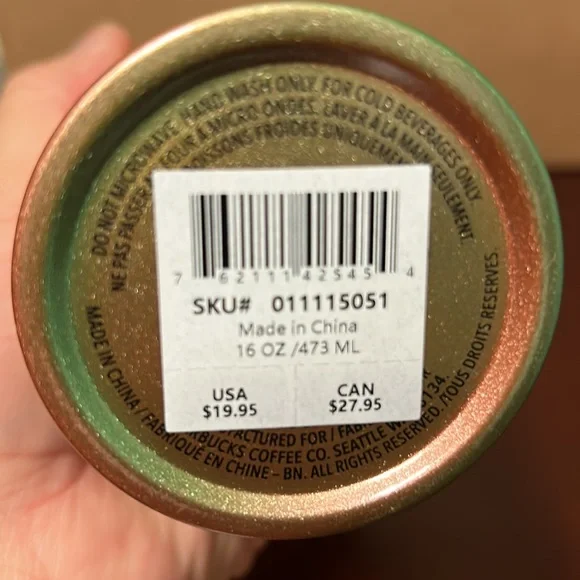 DO NOT MICROWAVE. HAND WASH ONLY. FOR COLD BEVERAGES ONLY.
NE PAS PASSER FOUR À MICRO-ONDES. LAVER À LA MAIN SEULEMENT.
BOISSONS FROIDES UNIQUEMENT
7 62111 42545 4
SKU# 011115051
Made in China
16 OZ /473 ML
USA
$19.95
CAN
$27.95
FOR / 
COFFEE CO. SEATTLE 134.
MADE IN CHINA / FABRIQUÉ EN CHINE – BN. ALL RIGHTS RESERVED. TOUS DROITS RESERVES.